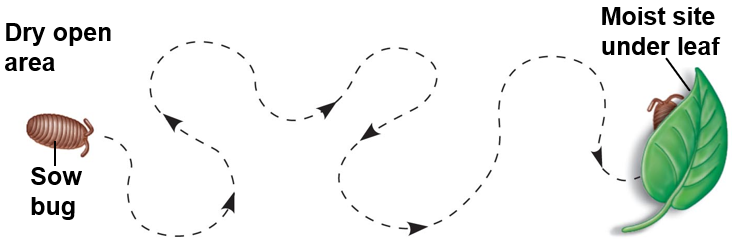 Dry open
area
Sow
bug
Moist site
under leaf